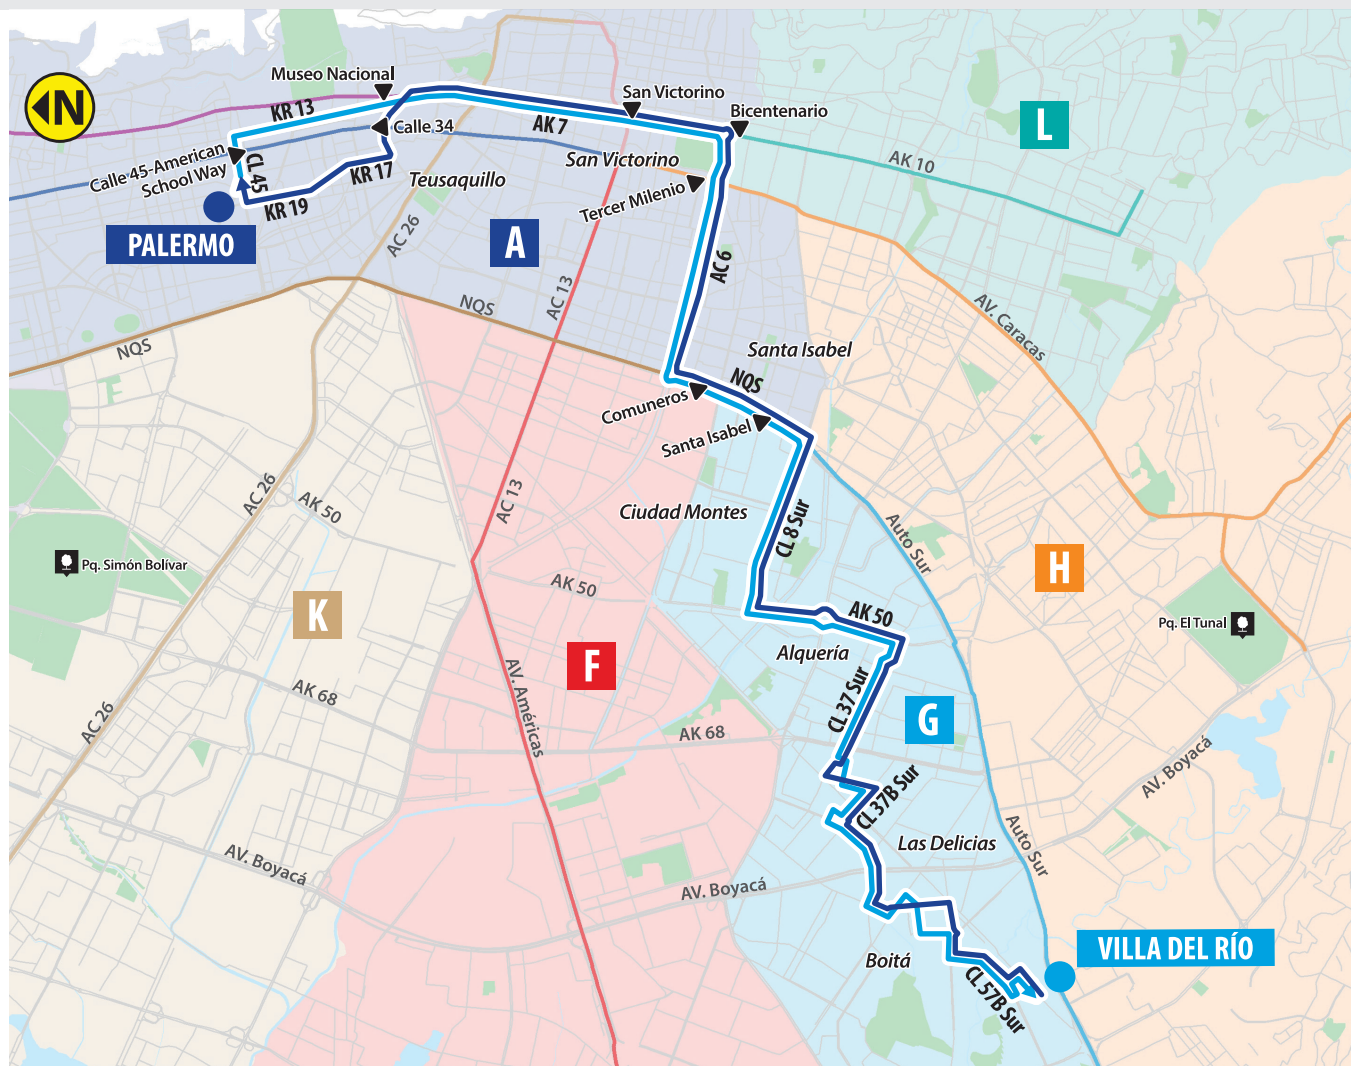 N
Museo Nacional
San Victorino
Bicentenario
KR 13
AK 7
Calle 34
L
Calle 45-American
School Way
CL 45
KR 17
KR 19
Teusaquillo
San Victorino
Tercer Milenio
AK 10
PALERMO
A
AC 26
AC 13
AC 6
NQS
NQS
AV. Caracas
Santa Isabel
NQS
Comuneros
Santa Isabel
AC 26
AK 50
AC 13
Ciudad Montes
CL 8 Sur
Auto Sur
Pq. Simón Bolívar
H
K
AK 50
AK 50
Pq. El Tunal
Alquería
F
AK 68
AV. Américas
CL 37 Sur
G
AC 26
AK 68
AV. Boyacá
CL 37B Sur
Las Delicias
Auto Sur
AV. Boyacá
AV. Boyacá
Boitá
VILLA DEL RÍO
CL 57B Sur